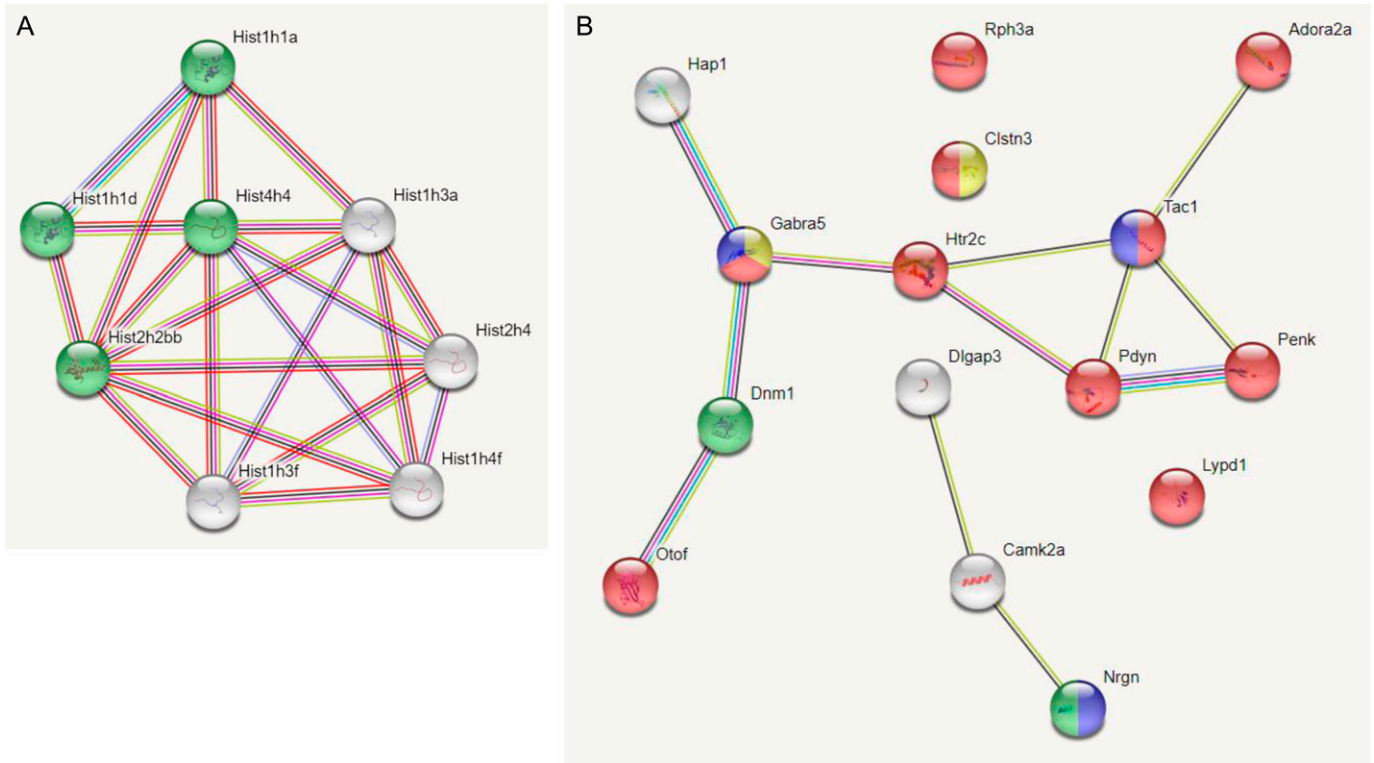 A
Hist1h1a
Hist1h1d
Hist4h4
Hist1h3a
Hist2h2bb
Hist2h4
Hist1h3f
Hist1h4f
B
Rph3a
Adora2a
Hap1
Clstn3
Gabra5
Htr2c
Tac1
Dlgap3
Pdyn
Penk
Dnm1
Lypd1
Otof
Camk2a
Nrgn